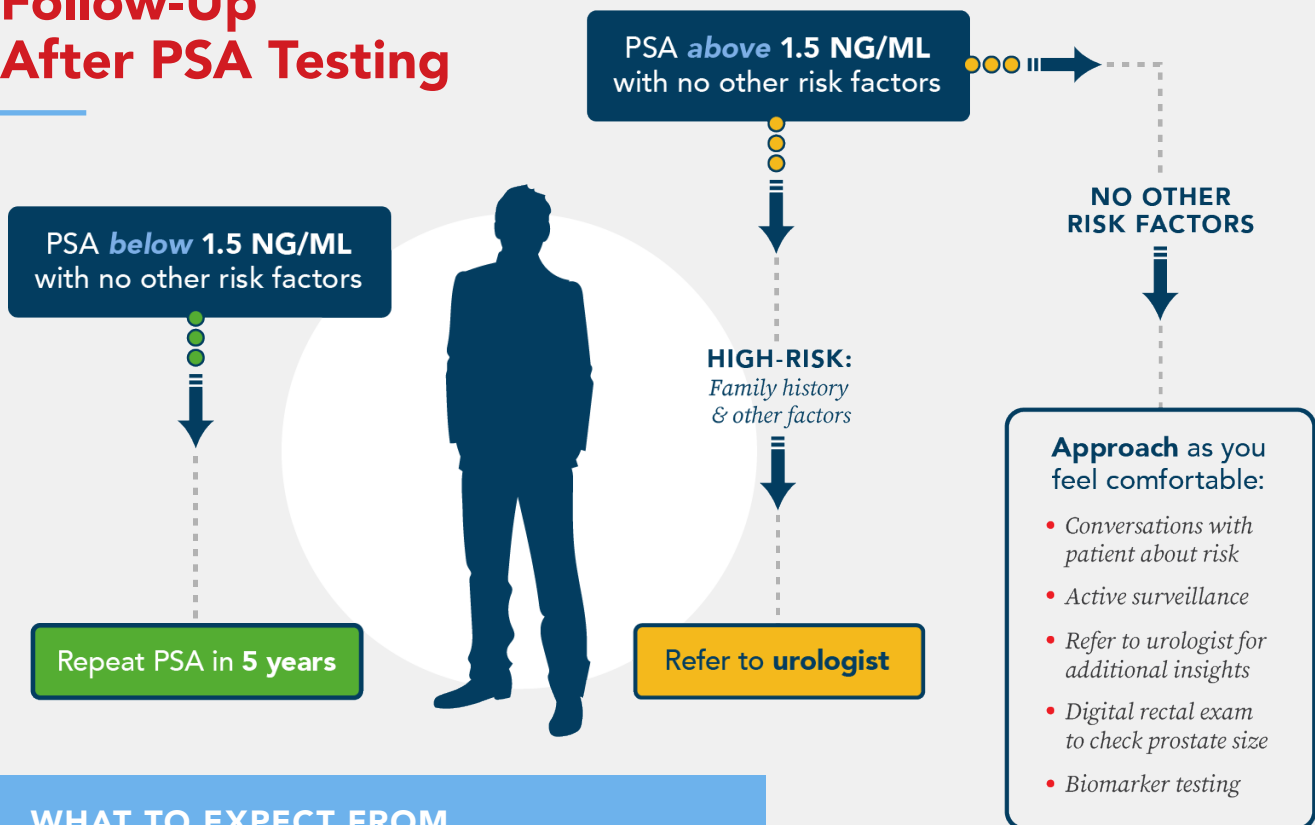 Follow-Up
After PSA Testing
PSA below 1.5 NG/ML
with no other risk factors
Repeat PSA in 5 years
PSA above 1.5 NG/ML
with no other risk factors
HIGH-RISK:
Family history
& other factors
Refer to urologist
NO OTHER
RISK FACTORS
Approach as you
feel comfortable:
• Conversations with
patient about risk
• Active surveillance
• Refer to urologist for
additional insights
• Digital rectal exam
to check prostate size
• Biomarker testing
WHAT TO EXPECT FROM